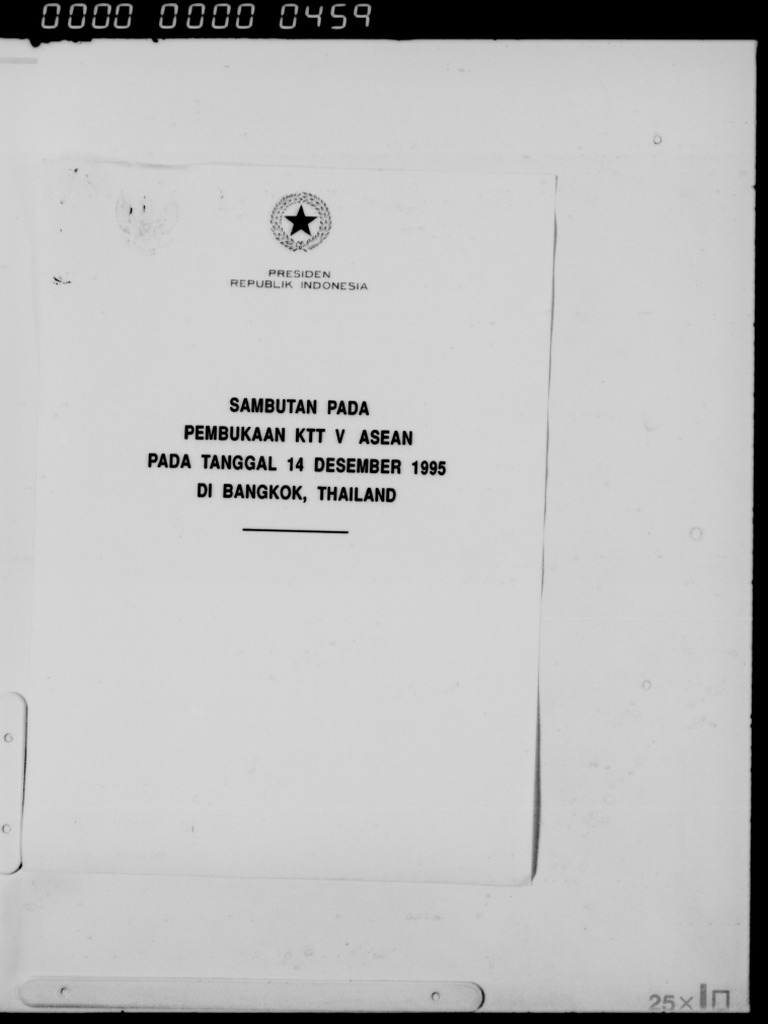 0000 0000 0459
PRESIDEN
REPUBLIK INDONESIA
SAMBUTAN PADA
PEMBUKAAN KTT V ASEAN
PADA TANGGAL 14 DESEMBER 1995
DI BANGKOK, THAILAND
25×